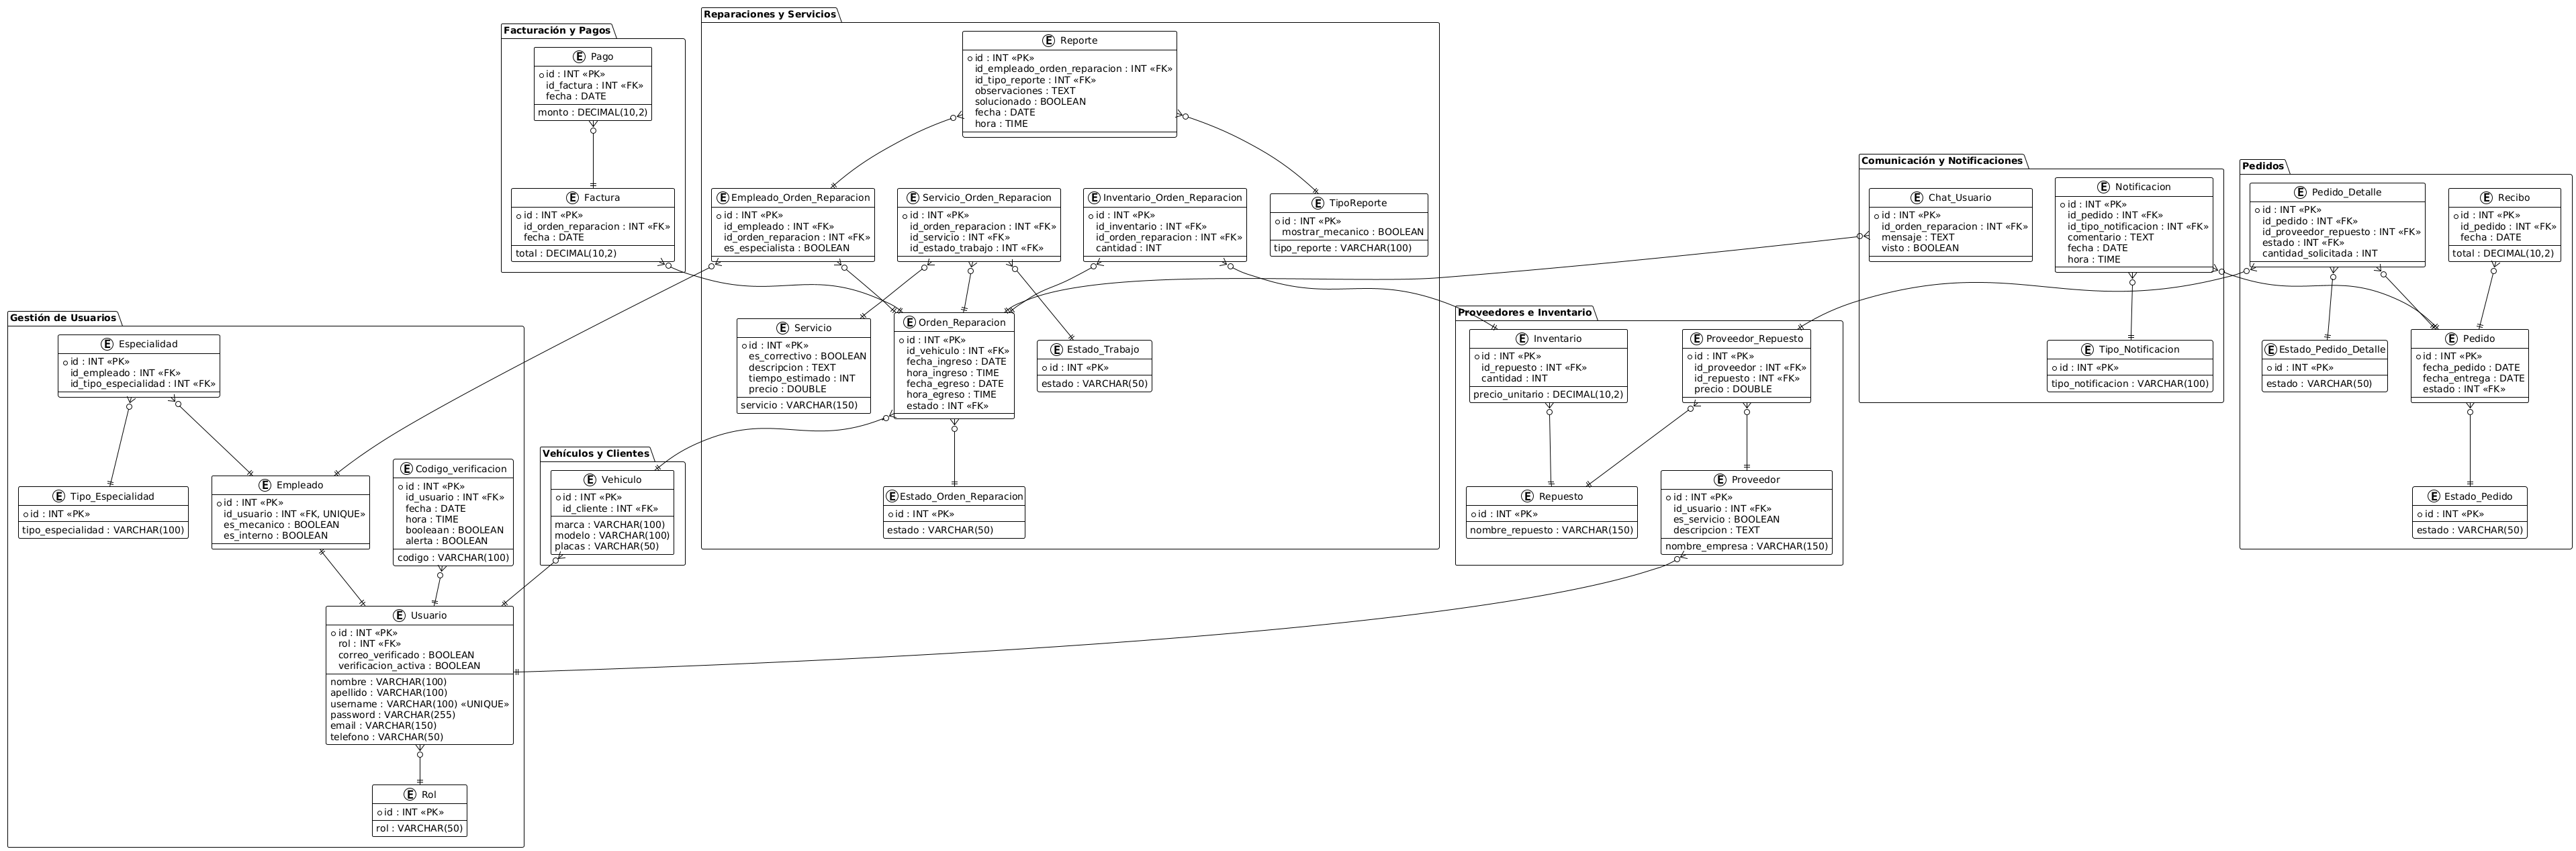 Facturación y Pagos
E Pago
id : INT «PK»
id_factura : INT «FK»
fecha : DATE
monto : DECIMAL(10,2)
E Factura
id : INT «PK»
id_orden_reparacion : INT «FK»
fecha : DATE
total : DECIMAL(10,2)
Reparaciones y Servicios
E Reporte
id : INT «PK»
id_empleado_orden_reparacion : INT «FK»
id_tipo_reporte : INT «FK»
observaciones : TEXT
solucionado : BOOLEAN
fecha : DATE
hora : TIME
E Empleado_Orden_Reparacion
id : INT «PK»
id_empleado : INT «FK»
id_orden_reparacion : INT «FK»
es_especialista : BOOLEAN
E Servicio_Orden_Reparacion
id : INT «PK»
id_orden_reparacion : INT «FK»
id_servicio : INT «FK»
id_estado_trabajo : INT «FK»
E Inventario_Orden_Reparacion
id : INT «PK»
id_inventario : INT «FK»
id_orden_reparacion : INT «FK»
cantidad : INT
E TipoReporte
id : INT «PK»
mostrar_mecanico : BOOLEAN
tipo_reporte : VARCHAR(100)
E Servicio
id : INT «PK»
es_correctivo : BOOLEAN
descripcion : TEXT
tiempo_estimado : INT
precio : DOUBLE
servicio : VARCHAR(150)
E Orden_Reparacion
id : INT «PK»
id_vehiculo : INT «FK»
fecha_ingreso : DATE
hora_ingreso : TIME
fecha_egreso : DATE
hora_egreso : TIME
estado : INT «FK»
E Estado_Trabajo
id : INT «PK»
estado : VARCHAR(50)
E Estado_Orden_Reparacion
id : INT «PK»
estado : VARCHAR(50)
Comunicación y Notificaciones
E Chat_Usuario
id : INT «PK»
id_orden_reparacion : INT «FK»
mensaje : TEXT
visto : BOOLEAN
E Notificacion
id : INT «PK»
id_pedido : INT «FK»
id_tipo_notificacion : INT «FK»
comentario : TEXT
fecha : DATE
hora : TIME
E Tipo_Notificacion
id : INT «PK»
tipo_notificacion : VARCHAR(100)
Pedidos
E Pedido_Detalle
id : INT «PK»
id_pedido : INT «FK»
id_proveedor_repuesto : INT «FK»
estado : INT «FK»
cantidad_solicitada : INT
E Recibo
id : INT «PK»
id_pedido : INT «FK»
fecha : DATE
total : DECIMAL(10,2)
E Estado_Pedido_Detalle
id : INT «PK»
estado : VARCHAR(50)
E Pedido
id : INT «PK»
fecha_pedido : DATE
fecha_entrega : DATE
estado : INT «FK»
E Estado_Pedido
id : INT «PK»
estado : VARCHAR(50)
Proveedores e Inventario
E Inventario
id : INT «PK»
id_repuesto : INT «FK»
cantidad : INT
precio_unitario : DECIMAL(10,2)
E Proveedor_Repuesto
id : INT «PK»
id_proveedor : INT «FK»
id_repuesto : INT «FK»
precio : DOUBLE
E Repuesto
id : INT «PK»
nombre_repuesto : VARCHAR(150)
E Proveedor
id : INT «PK»
id_usuario : INT «FK»
es_servicio : BOOLEAN
descripcion : TEXT
nombre_empresa : VARCHAR(150)
Gestión de Usuarios
E Especialidad
id : INT «PK»
id_empleado : INT «FK»
id_tipo_especialidad : INT «FK»
E Tipo_Especialidad
id : INT «PK»
tipo_especialidad : VARCHAR(100)
E Empleado
id : INT «PK»
id_usuario : INT «FK, UNIQUE»
es_mecanico : BOOLEAN
es_interno : BOOLEAN
E Codigo_verificacion
id : INT «PK»
id_usuario : INT «FK»
fecha : DATE
hora : TIME
booleaan : BOOLEAN
alerta : BOOLEAN
codigo : VARCHAR(100)
E Usuario
id : INT «PK»
rol : INT «FK»
correo_verificado : BOOLEAN
verificacion_activa : BOOLEAN
nombre : VARCHAR(100)
apellido : VARCHAR(100)
username : VARCHAR(100) «UNIQUE»
password : VARCHAR(255)
email : VARCHAR(150)
telefono : VARCHAR(50)
E Rol
id : INT «PK»
rol : VARCHAR(50)
Vehículos y Clientes
E Vehiculo
id : INT «PK»
id_cliente : INT «FK»
marca : VARCHAR(100)
modelo : VARCHAR(100)
placas : VARCHAR(50)